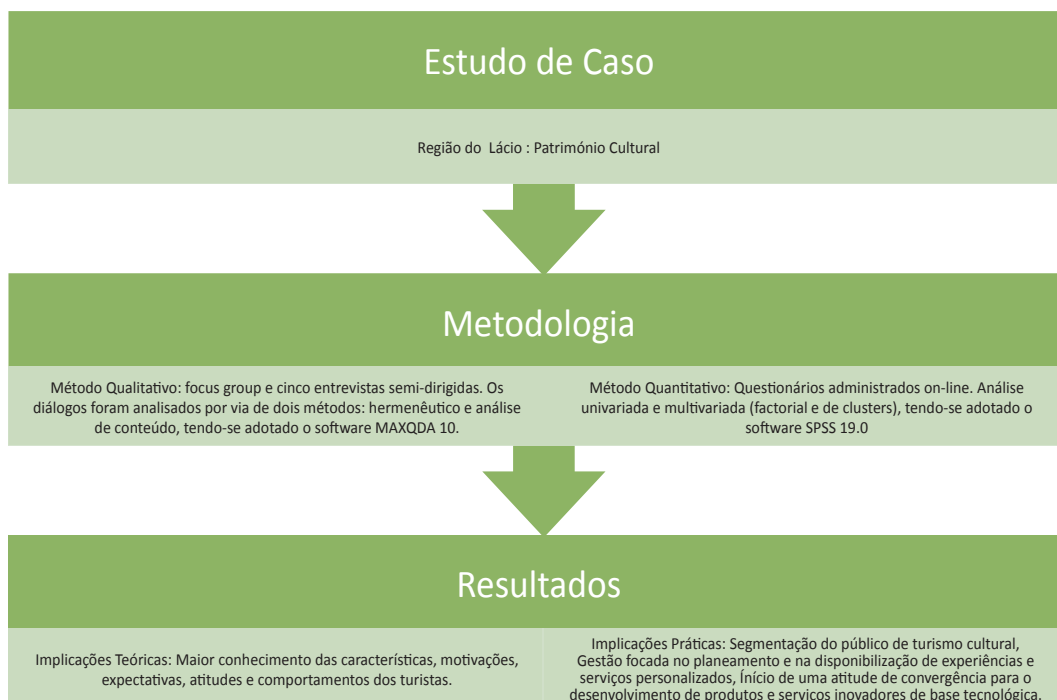 Estudo de Caso
Região do Lácio : Património Cultural
Metodologia
Método Qualitativo: focus group e cinco entrevistas semi-dirigidas. Os
diálogos foram analisados por via de dois métodos: hermenêutico e análise
de conteúdo, tendo-se adotado o software MAXQDA 10.
Método Quantitativo: Questionários administrados on-line. Análise
univariada e multivariada (factorial e de clusters), tendo-se adotado o
software SPSS 19.0
Resultados
Implicações Teóricas: Maior conhecimento das características, motivações,
expectativas, atitudes e comportamentos dos turistas.
Implicações Práticas: Segmentação do público de turismo cultural,
Gestão focada no planeamento e na disponibilização de experiências e
serviços personalizados, Ínício de uma atitude de convergência para o
desenvolvimento de produtos e serviços inovadores de base tecnológica.